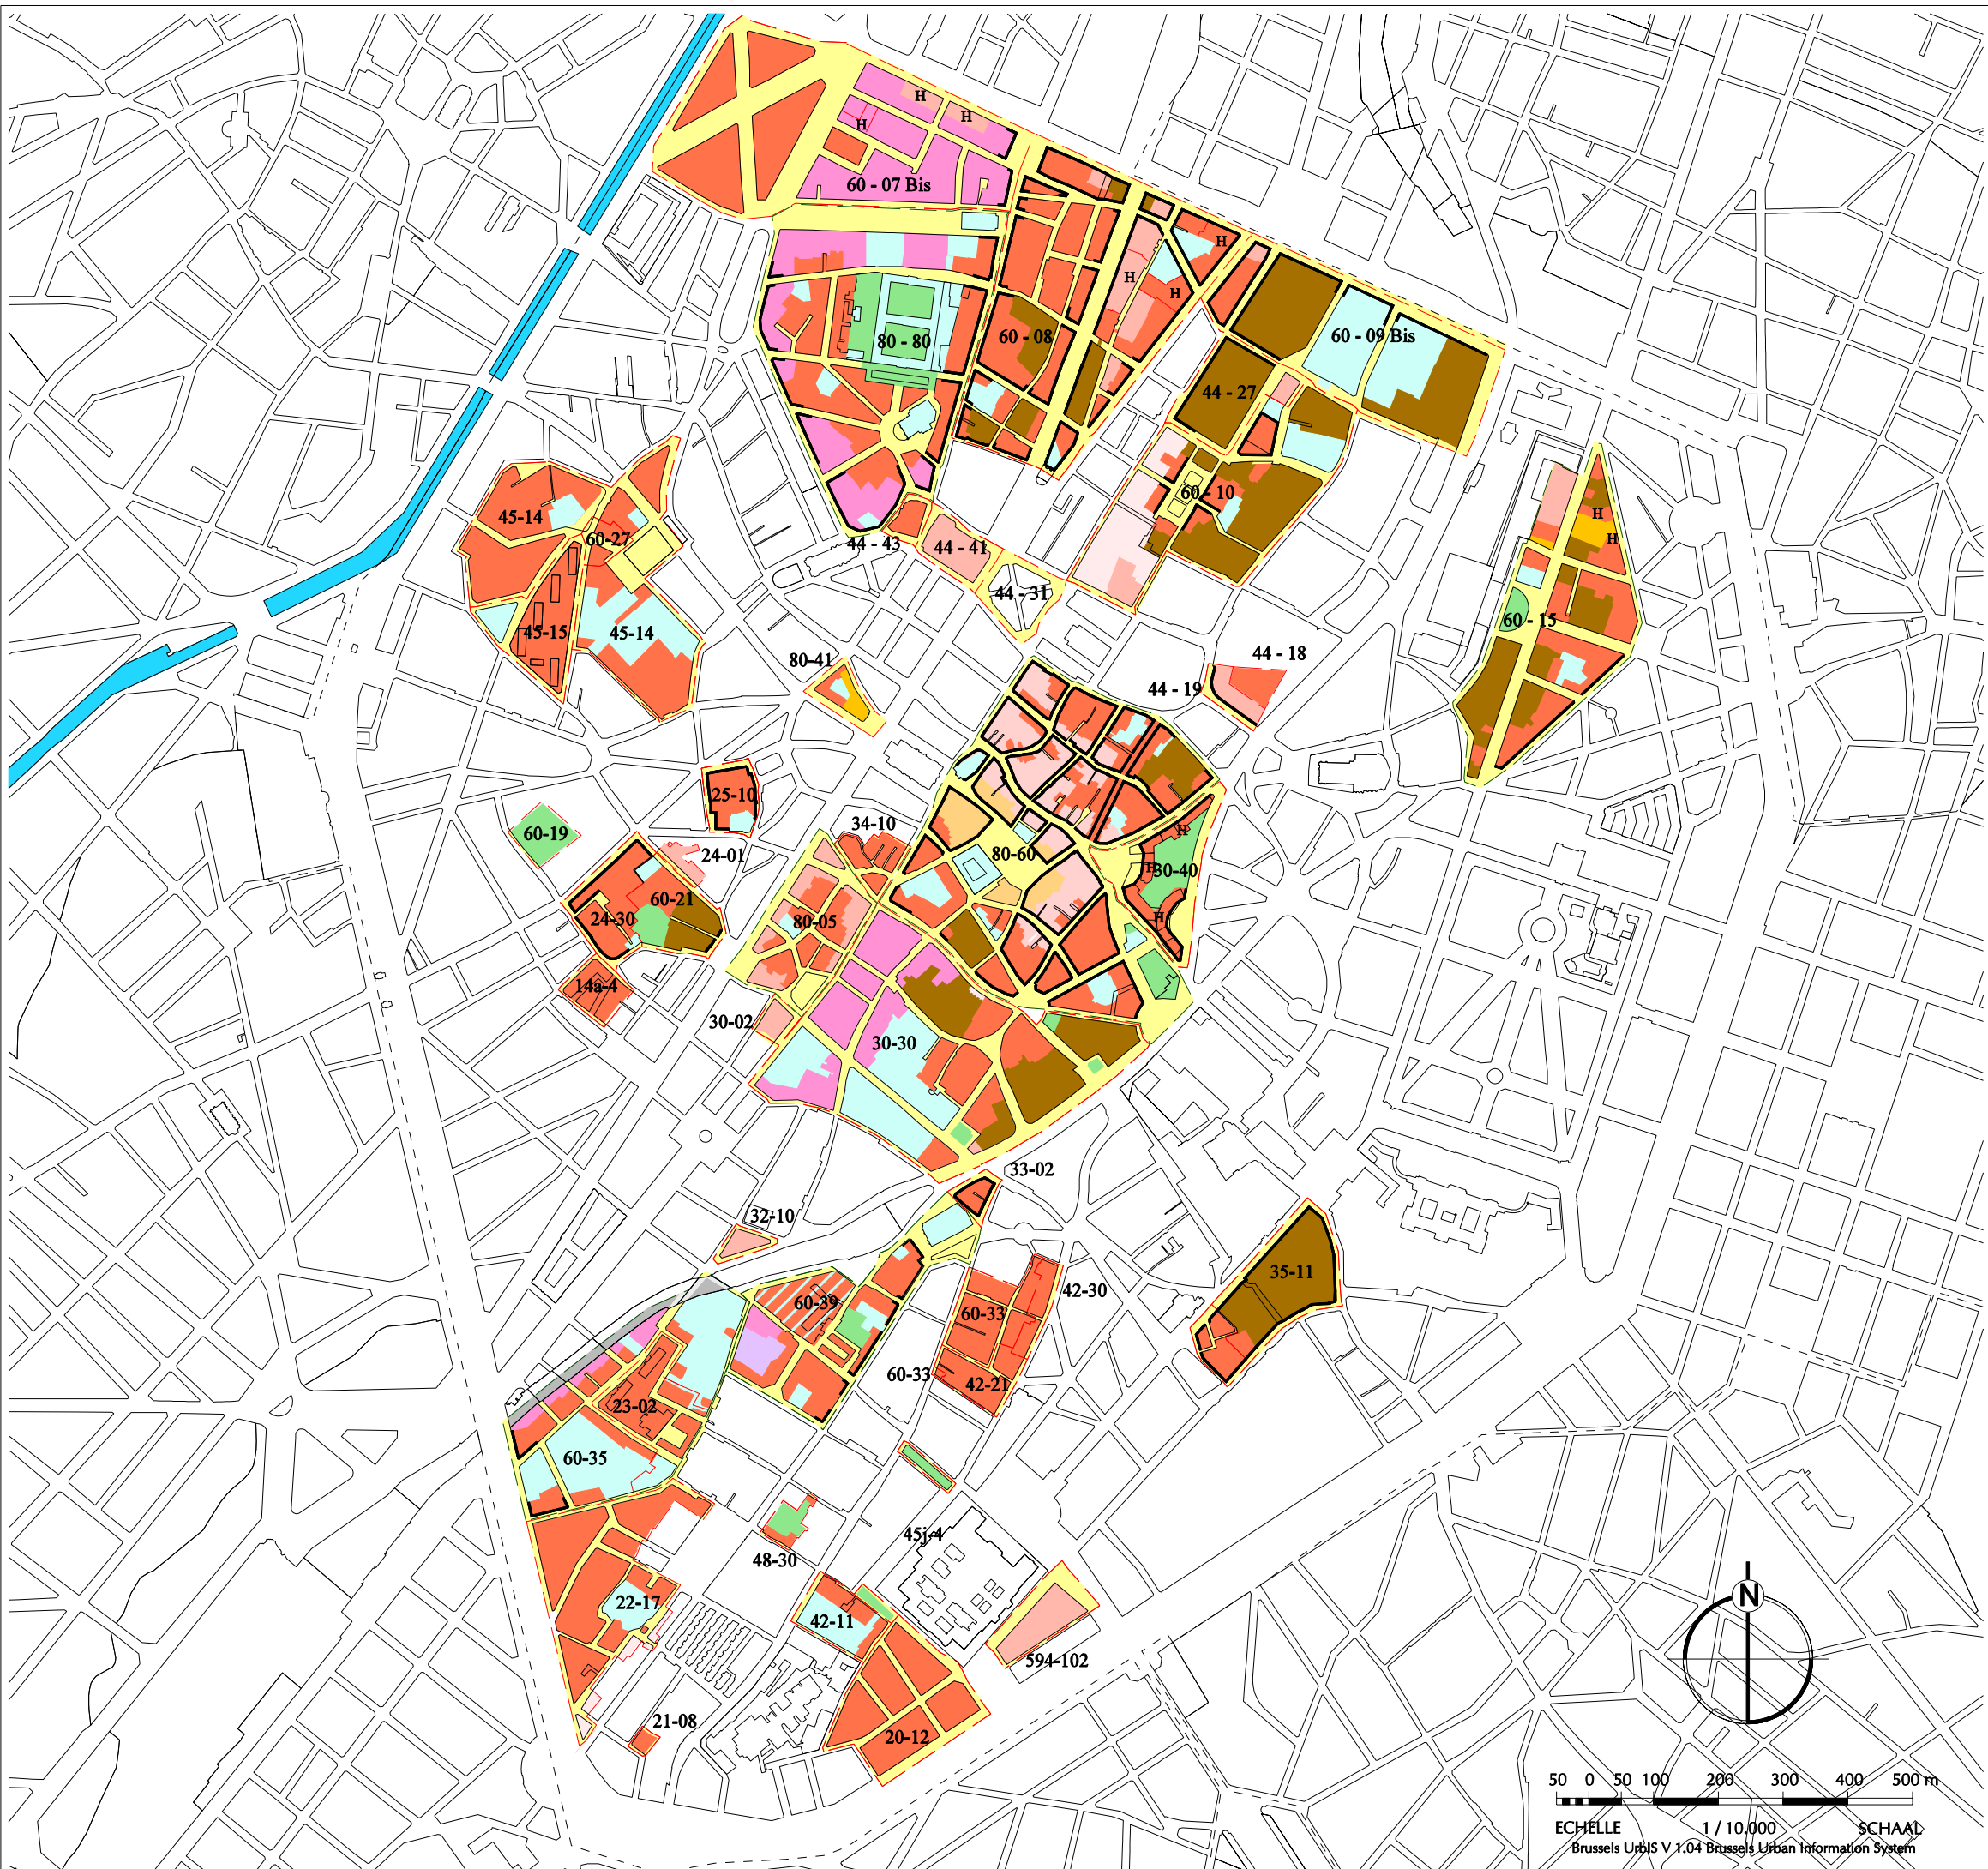 H
H
H
60 - 07 Bis
H
H
H
60 - 09 Bis
80 - 80
60 - 08
44 - 27
60 - 10
H
H
45-14
60-27
44 - 43
44 - 41
44 - 31
60 - 15
45-15
45-14
80-41
44 - 18
44 - 19
25-10
34-10
60-19
24-01
80-60
H
H
30-40
H
60-21
24-30
80-05
14a-4
30-02
30-30
33-02
32-10
35-11
42-30
60-39
60-33
60-33
42-21
23-02
60-35
45j-4
48-30
22-17
42-11
594-102
21-08
20-12
N
50 0 50 100 200 300 400 500 m
ECHELLE 1 / 10.000 SCHAAL
Brussels UrbIS V 1.04 Brussels Urban Information System